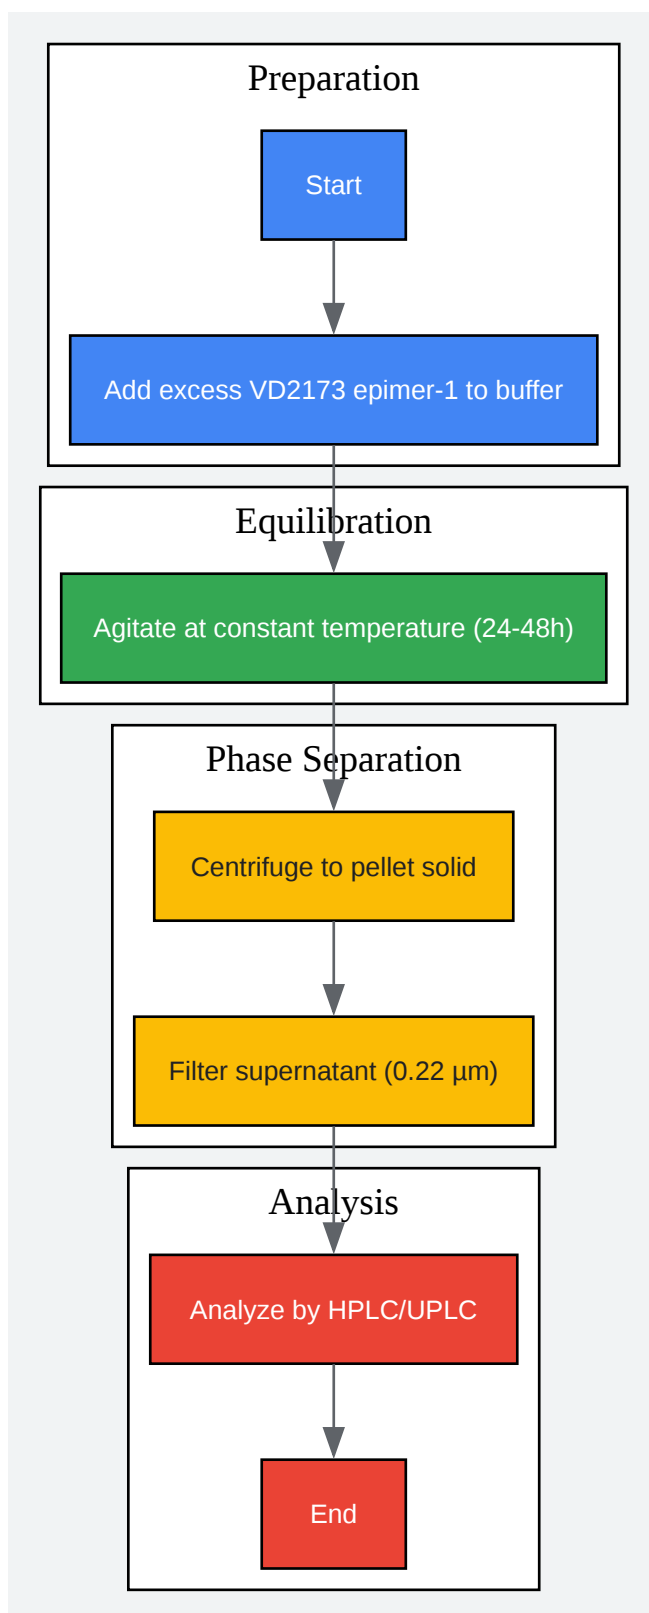 Preparation
Start
Add excess VD2173 epimer-1 to buffer
Equilibration
Agitate at constant temperature (24-48h)
Phase Separation
Centrifuge to pellet solid
Filter supernatant (0.22 µm)
Analysis
Analyze by HPLC/UPLC
End